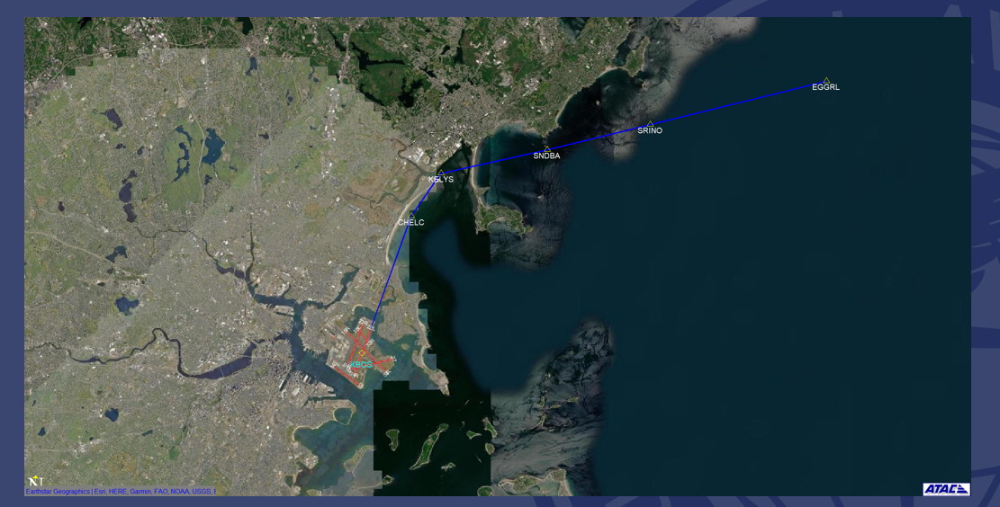 EGGRL
SRINO
SNDBA
KELYS
CHELC
KBOS
Earthstar Geographics | Esri, HERE, Garmin, FAO, NOAA, USGS, E
ATAC